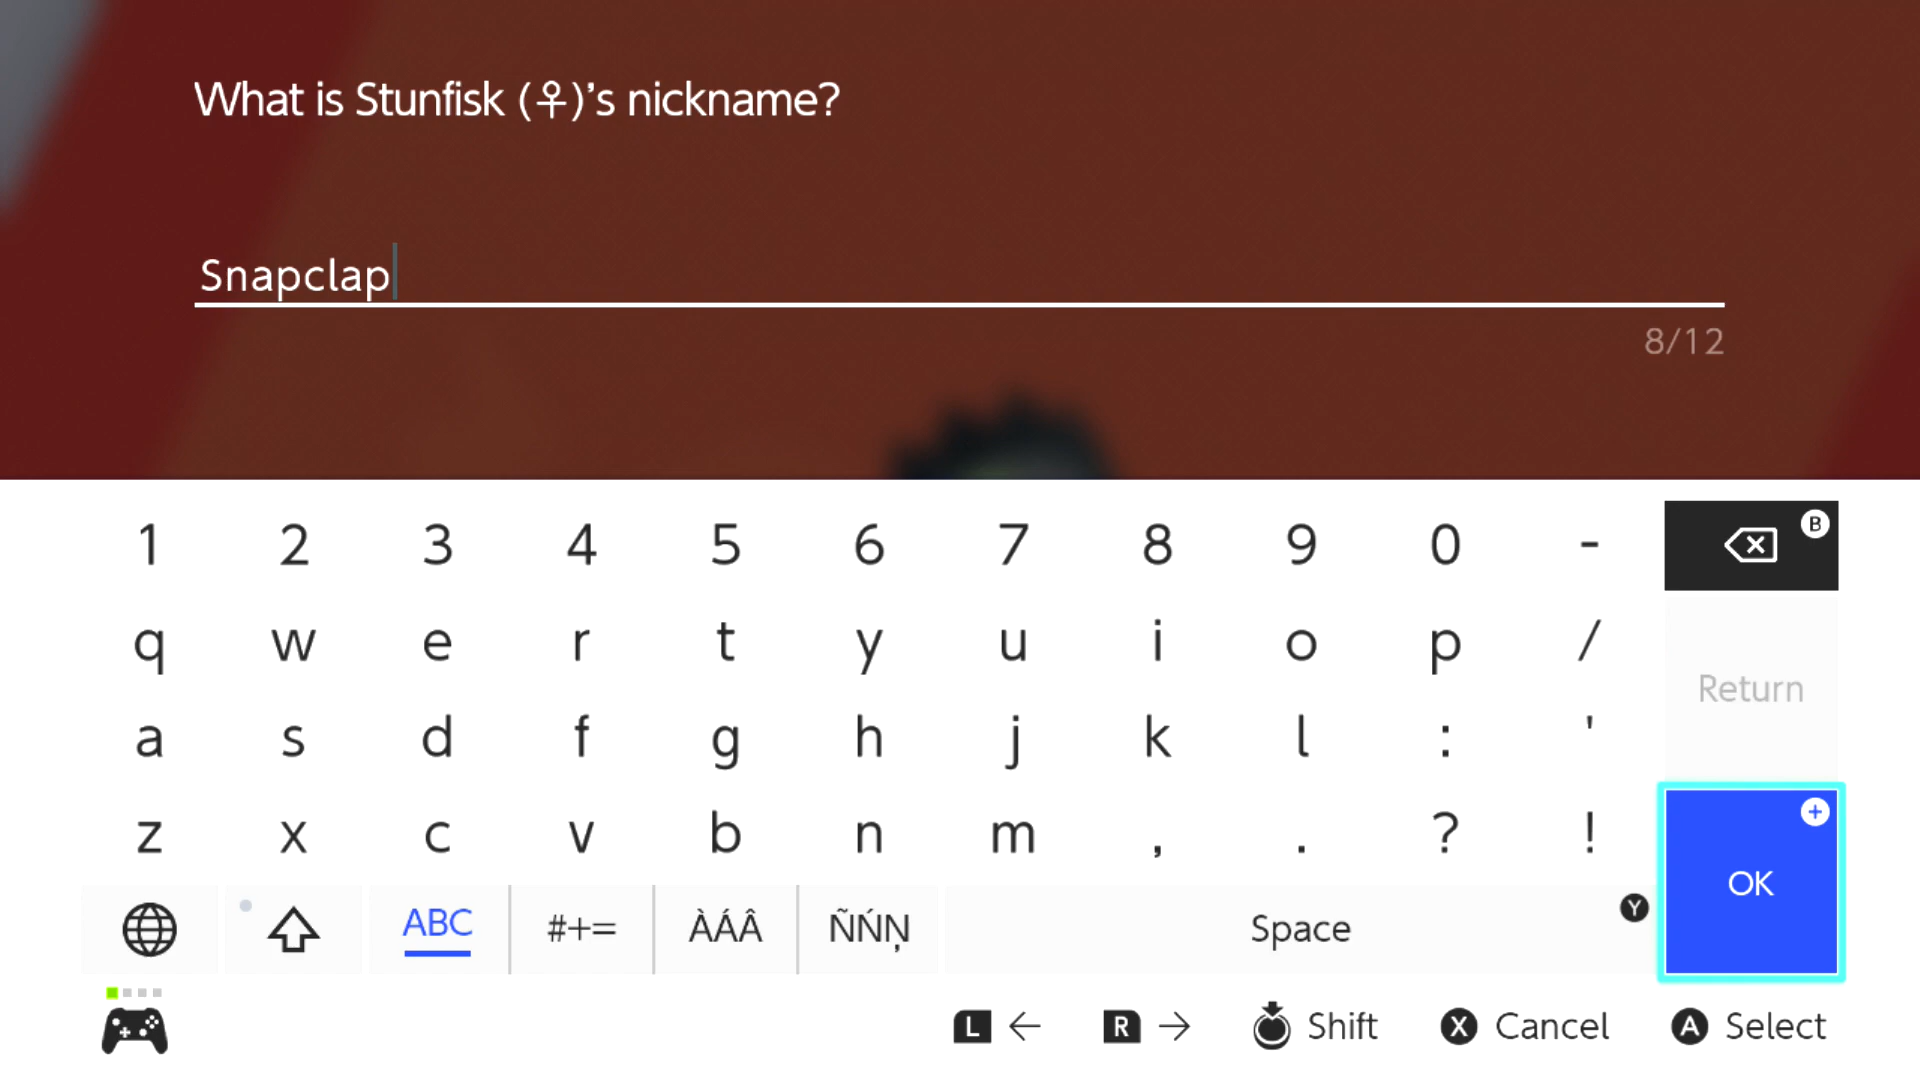 What is Stunfisk (♀)'s nickname?
Snapclap
8/12
1 2 3 4 5 6 7 8 9 0 - B
q w e r t y u i o p / Return
a s d f g h j k l : '
z x c v b n m , . ? ! + OK
ABC #+= ÀÁÂ ÑŃŅ Space Y
L ← R → Shift X Cancel A Select